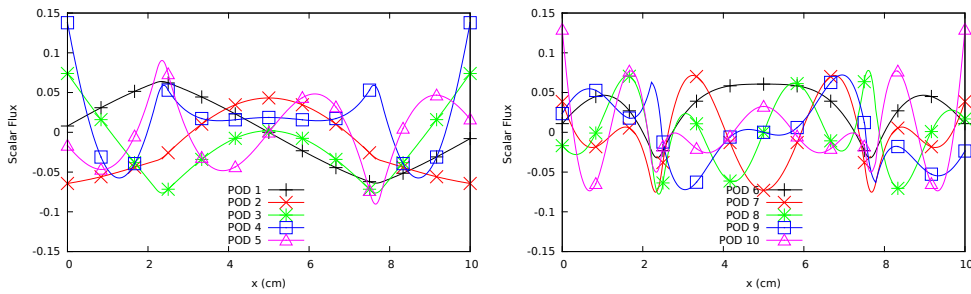 0.15
0.1
0.05
0
-0.05
-0.1
-0.15
Scalar Flux
POD 1
POD 2
POD 3
POD 4
POD 5
0 2 4 6 8 10
x (cm)
0.15
0.1
0.05
0
-0.05
-0.1
-0.15
Scalar Flux
POD 6
POD 7
POD 8
POD 9
POD 10
0 2 4 6 8 10
x (cm)